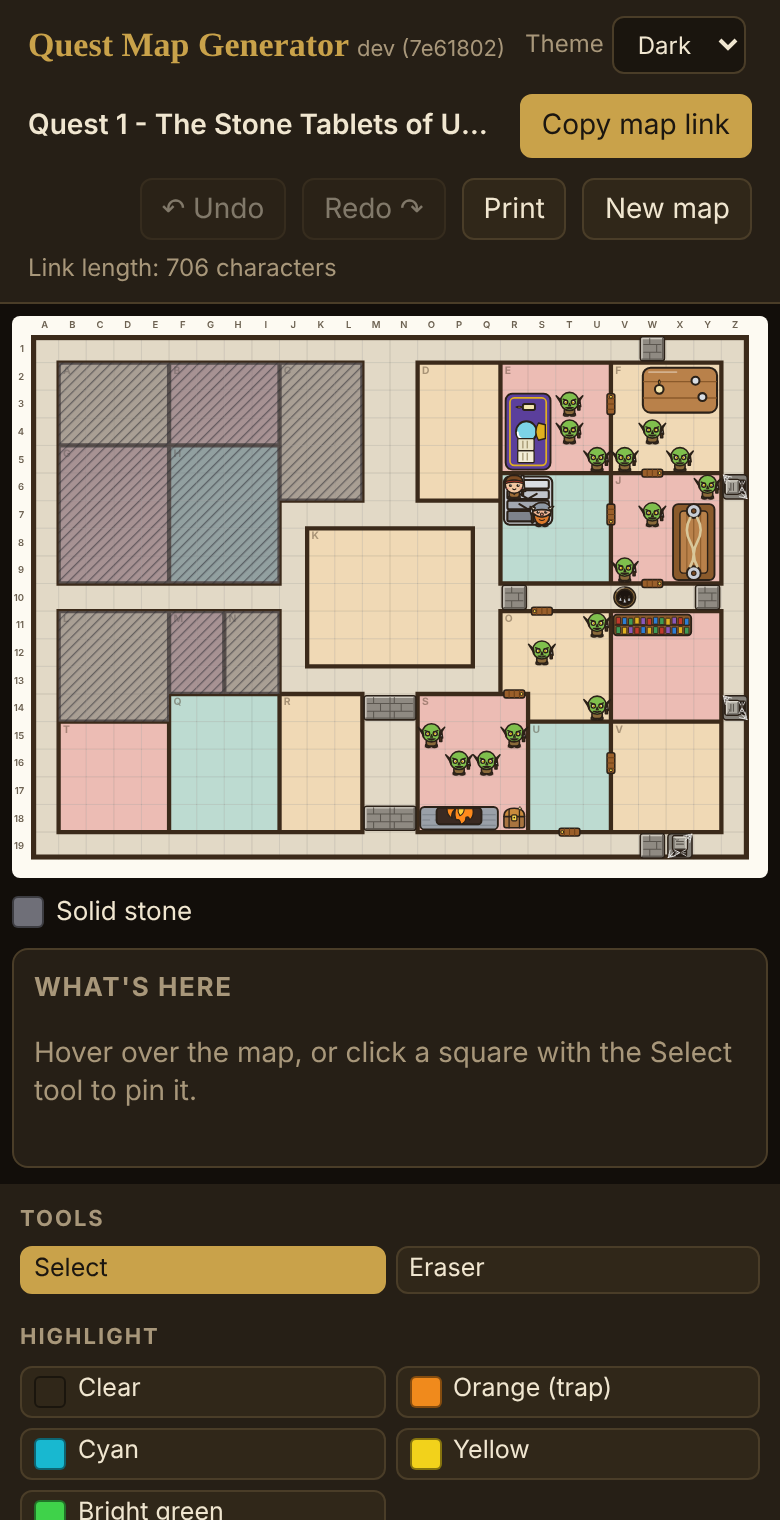 Quest Map Generator dev (7e61802) Theme Dark
Quest 1 - The Stone Tablets of U... Copy map link
↶ Undo Redo ↷ Print New map
Link length: 706 characters
A B C D E F G H I J K L M N O P Q R S T U V W X Y Z
1
2
D E F
3
4
5
6
J
7
8
K
9
10
11
O
12
13
14
Q R S
15
T U V
16
17
18
19
Solid stone
WHAT'S HERE
Hover over the map, or click a square with the Select
tool to pin it.
TOOLS
Select Eraser
HIGHLIGHT
Clear Orange (trap)
Cyan Yellow
Bright green